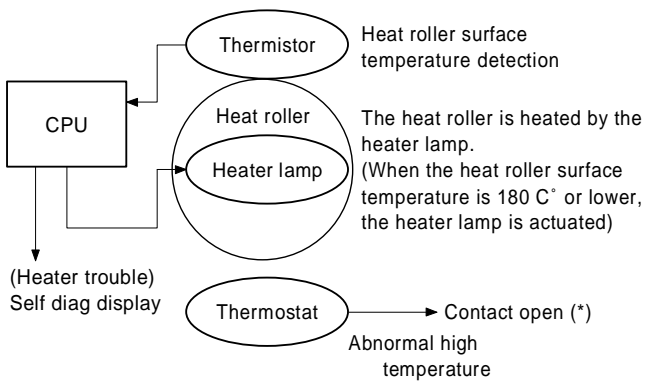 Thermistor
Heat roller surface
temperature detection
CPU
Heat roller
Heater lamp
The heat roller is heated by the
heater lamp.
(When the heat roller surface
temperature is 180 C˚ or lower,
the heater lamp is actuated)
(Heater trouble)
Self diag display
Thermostat
Contact open (*)
Abnormal high
temperature